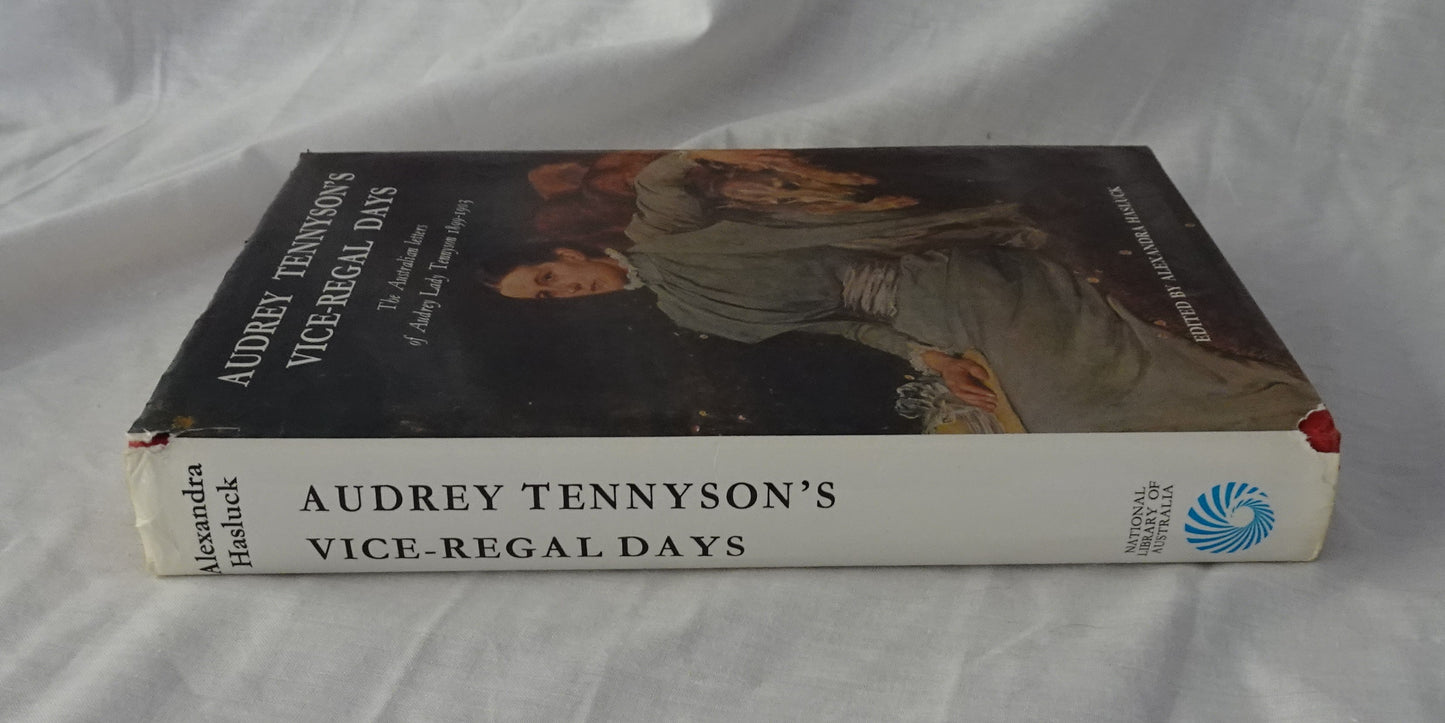 AUDREY TENNYSON'S
VICE-REGAL DAYS
The Australian letters
of Audrey Lady Tennyson 1899-1903
EDITED BY ALEXANDRA HASLUCK
Alexandra
Hasluck
AUDREY TENNYSON'S
VICE-REGAL DAYS
NATIONAL
LIBRARY OF
AUSTRALIA